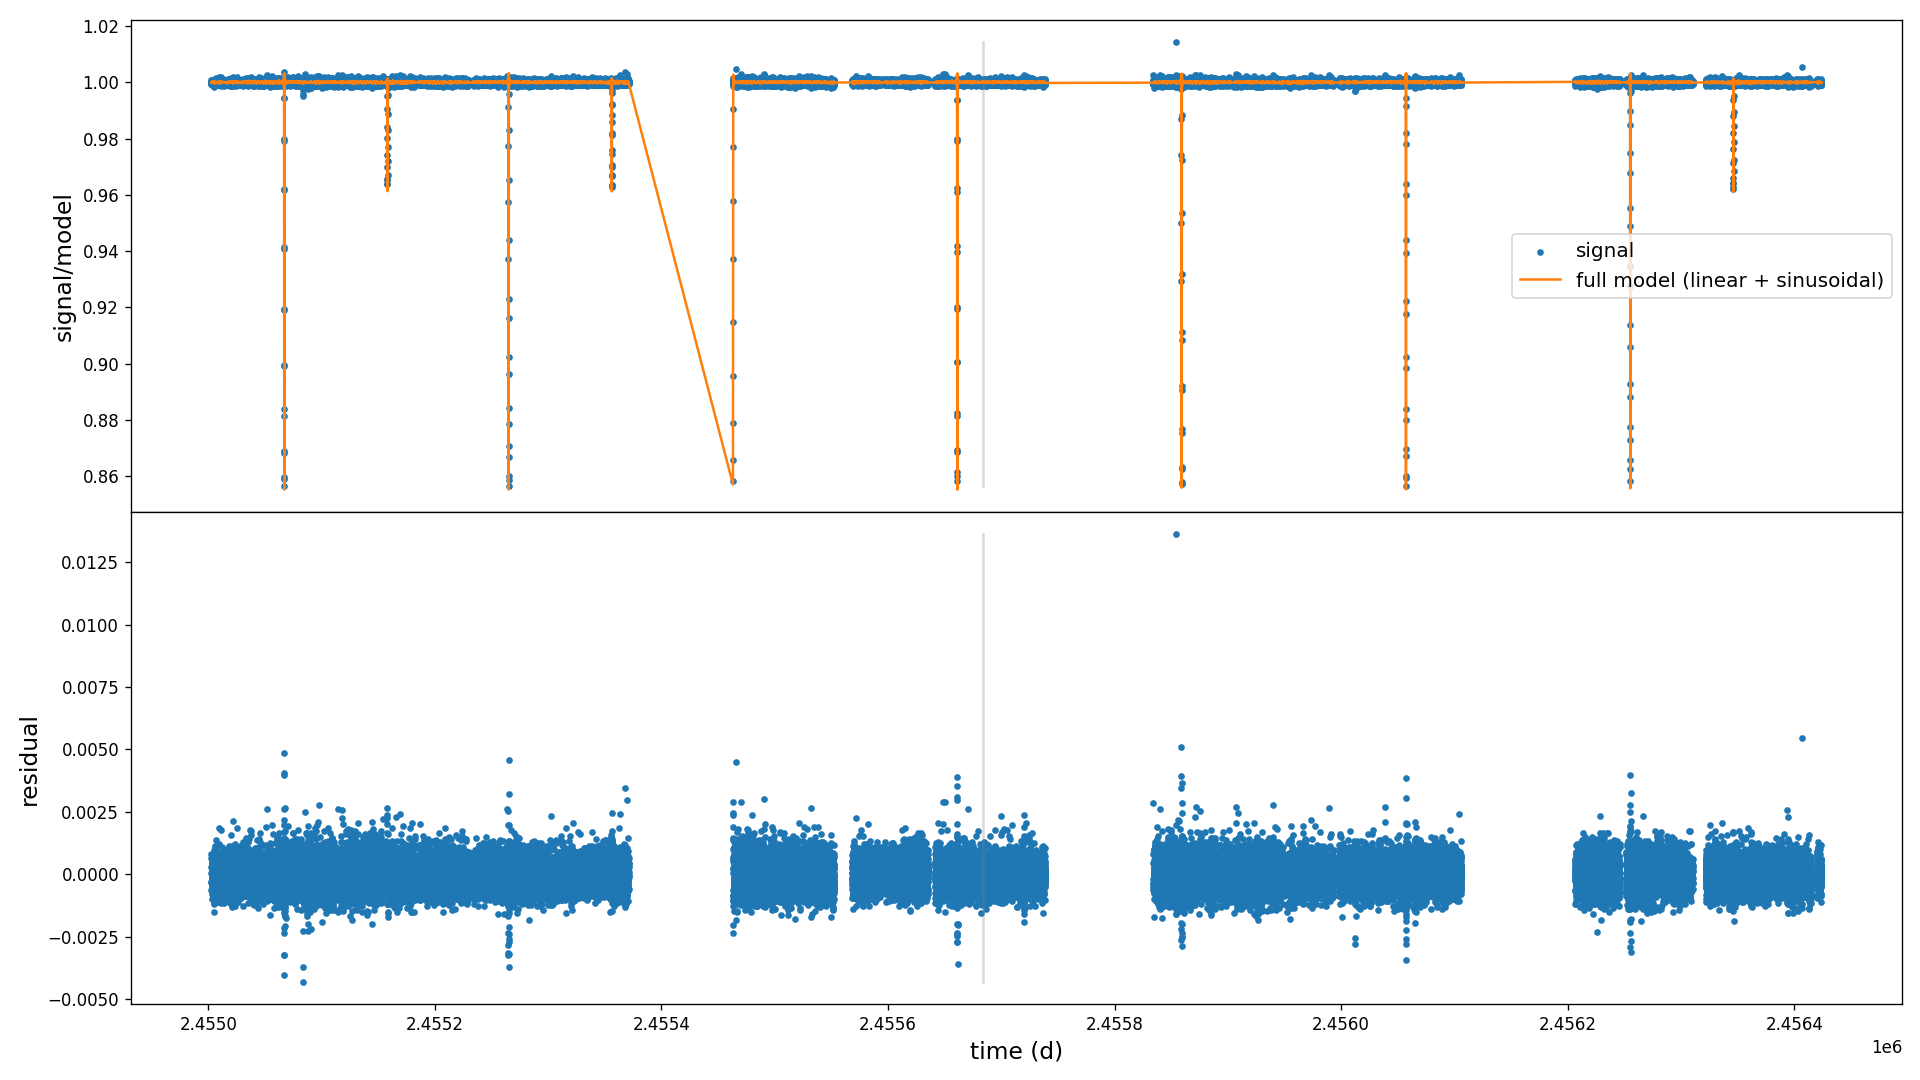 1.02
1.00
0.98
0.96
0.94
0.92
0.90
0.88
0.86
signal/model
signal
full model (linear + sinusoidal)
0.0125
0.0100
0.0075
0.0050
0.0025
0.0000
−0.0025
−0.0050
residual
2.4550 2.4552 2.4554 2.4556 2.4558 2.4560 2.4562 2.4564
1e6
time (d)